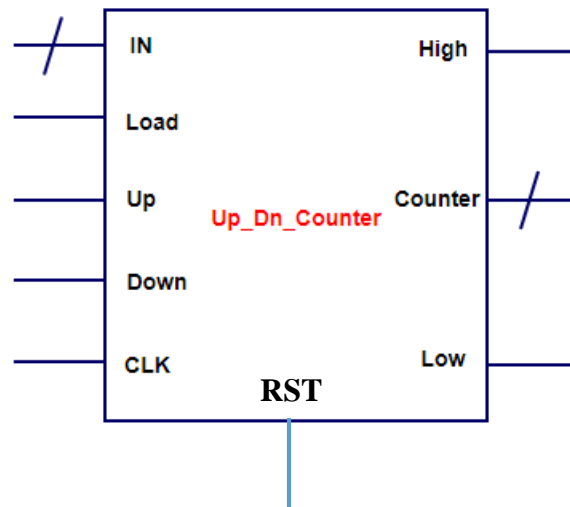 IN
High
Load
Up
Counter
Up_Dn_Counter
Down
CLK
Low
RST